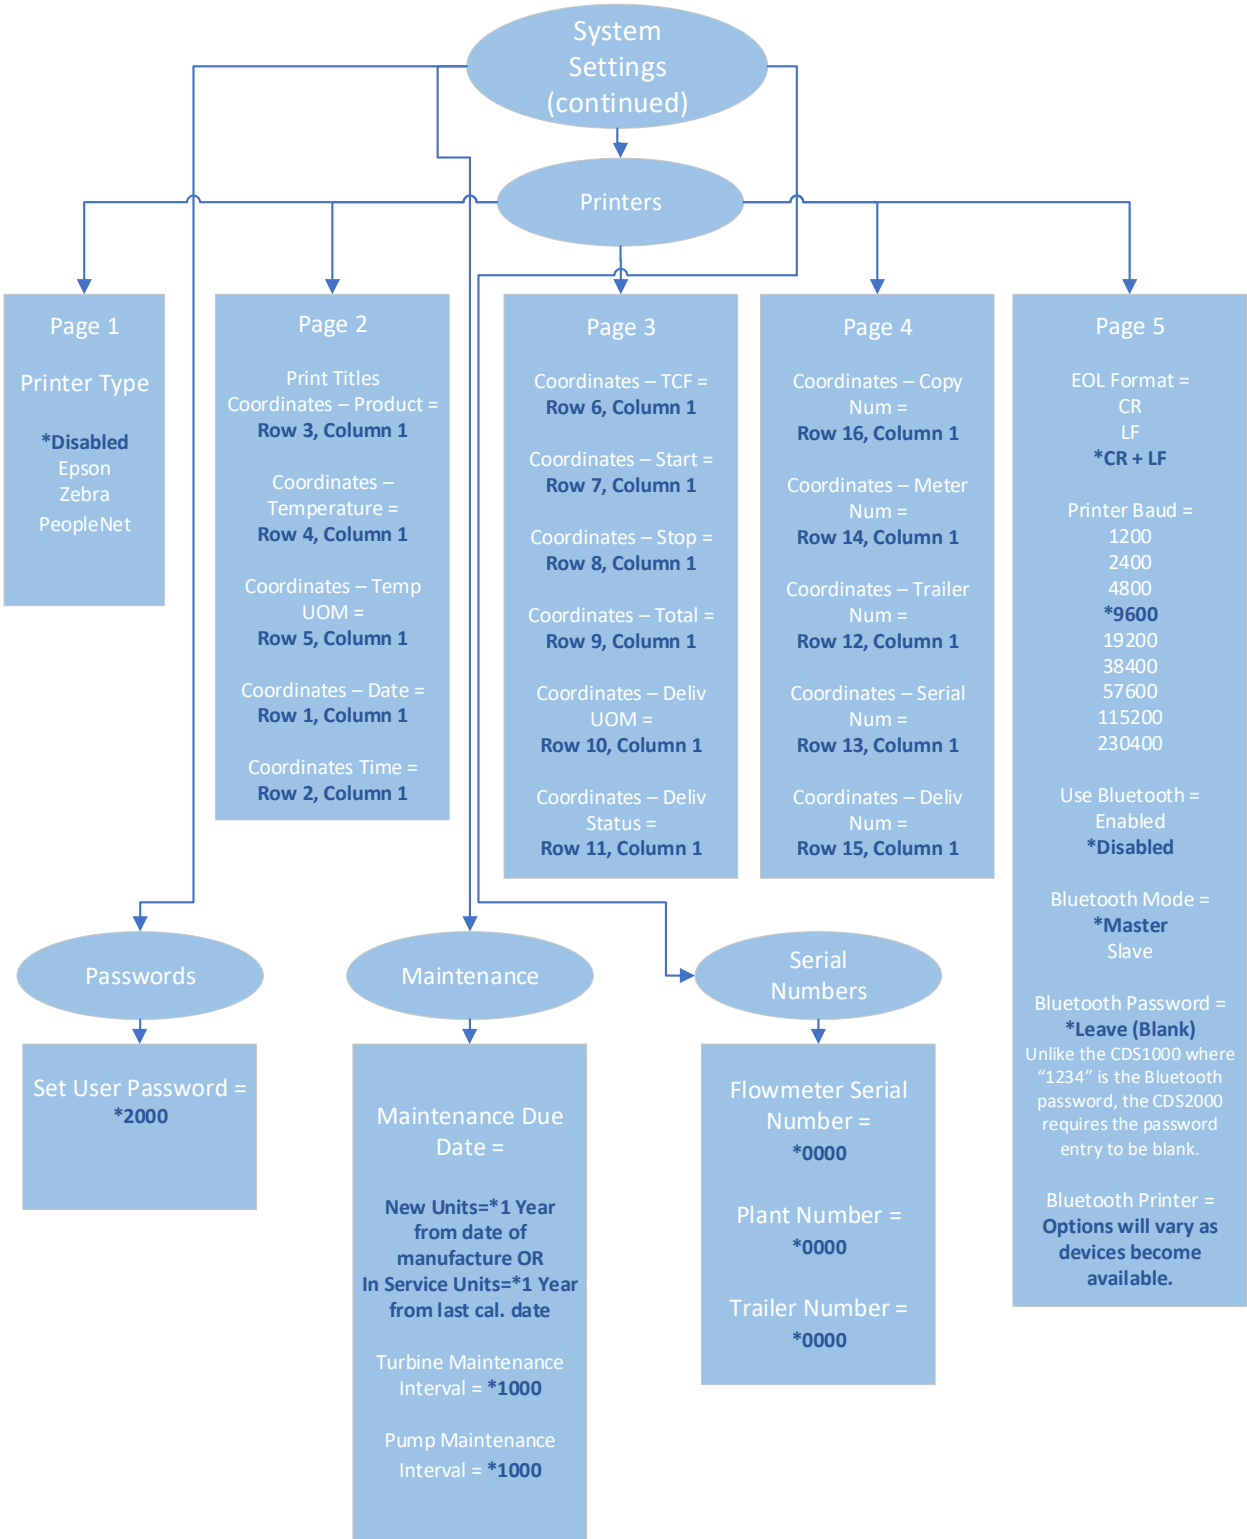 System
Settings
(continued)
Printers
Page 1
Printer Type
*Disabled
Epson
Zebra
PeopleNet
Page 2
Print Titles
Coordinates – Product =
Row 3, Column 1
Coordinates –
Temperature =
Row 4, Column 1
Coordinates – Temp
UOM =
Row 5, Column 1
Coordinates – Date =
Row 1, Column 1
Coordinates Time =
Row 2, Column 1
Page 3
Coordinates – TCF =
Row 6, Column 1
Coordinates – Start =
Row 7, Column 1
Coordinates – Stop =
Row 8, Column 1
Coordinates – Total =
Row 9, Column 1
Coordinates – Deliv
UOM =
Row 10, Column 1
Coordinates – Deliv
Status =
Row 11, Column 1
Page 4
Coordinates – Copy
Num =
Row 16, Column 1
Coordinates – Meter
Num =
Row 14, Column 1
Coordinates – Trailer
Num =
Row 12, Column 1
Coordinates – Serial
Num =
Row 13, Column 1
Coordinates – Deliv
Num =
Row 15, Column 1
Page 5
EOL Format =
CR
LF
*CR + LF
Printer Baud =
1200
2400
4800
*9600
19200
38400
57600
115200
230400
Use Bluetooth =
Enabled
*Disabled
Bluetooth Mode =
*Master
Slave
Bluetooth Password =
*Leave (Blank)
Unlike the CDS1000 where
“1234” is the Bluetooth
password, the CDS2000
requires the password
entry to be blank.
Bluetooth Printer =
Options will vary as
devices become
available.
Passwords
Set User Password =
*2000
Maintenance
Maintenance Due
Date =
New Units=*1 Year
from date of
manufacture OR
In Service Units=*1 Year
from last cal. date
Turbine Maintenance
Interval = *1000
Pump Maintenance
Interval = *1000
Serial
Numbers
Flowmeter Serial
Number =
*0000
Plant Number =
*0000
Trailer Number =
*0000